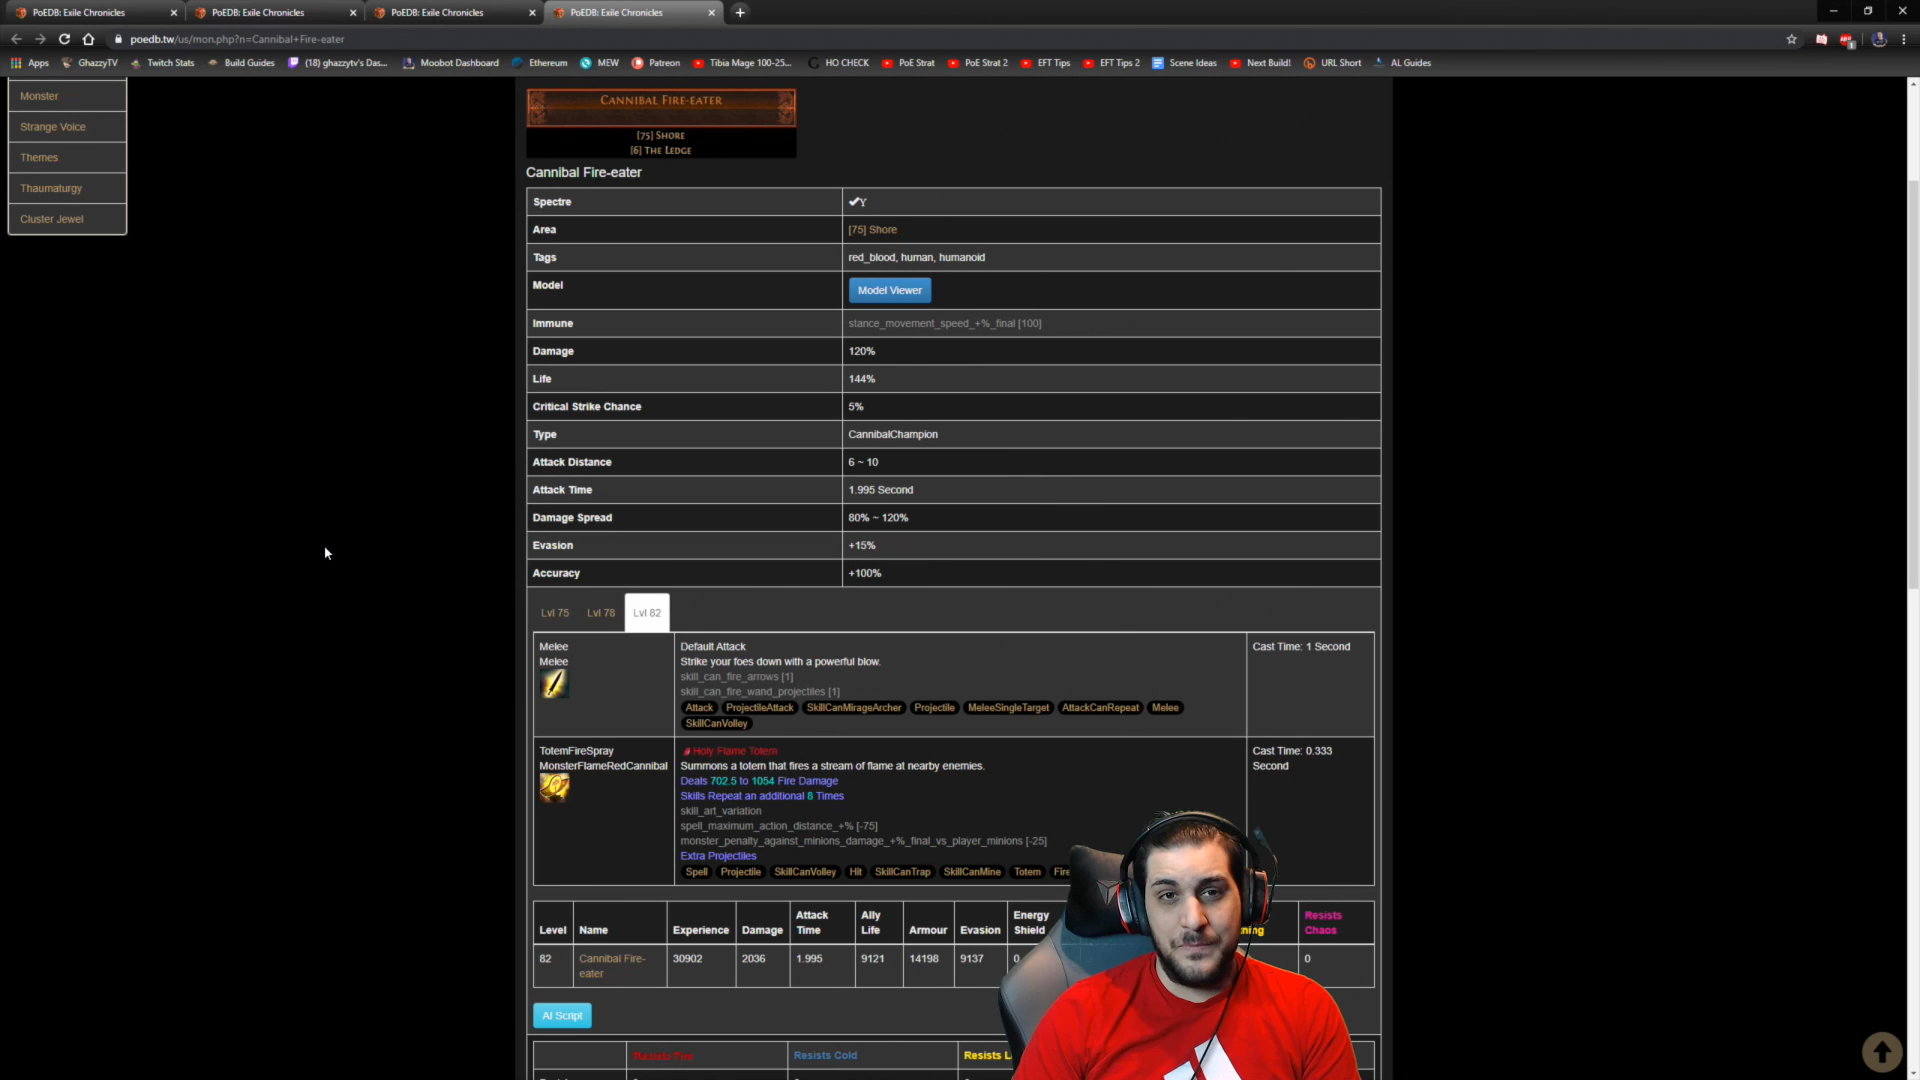 PoEDB: Exile Chronicles
PoEDB: Exile Chronicles
PoEDB: Exile Chronicles
PoEDB: Exile Chronicles
poedb.tw/us/mon.php?n=Cannibal+Fire-eater
Apps
GhazzyTV
Twitch Stats
Build Guides
(18) ghazzytv's Das...
Moobot Dashboard
Ethereum
MEW
Patreon
Tibia Mage 100-25...
HO CHECK
PoE Strat
PoE Strat 2
EFT Tips
EFT Tips 2
Scene Ideas
Next Build!
URL Short
AL Guides
Monster
Strange Voice
Themes
Thaumaturgy
Cluster Jewel
Cannibal Fire-eater
[75] Shore
[6] The Ledge
Cannibal Fire-eater
Spectre Y
Area [75] Shore
Tags red_blood, human, humanoid
Model Model Viewer
Immune stance_movement_speed_+%_final [100]
Damage 120%
Life 144%
Critical Strike Chance 5%
Type CannibalChampion
Attack Distance 6 ~ 10
Attack Time 1.995 Second
Damage Spread 80% ~ 120%
Evasion +15%
Accuracy +100%
Lvl 75 Lvl 78 Lvl 82
Melee
Melee
Default Attack
Strike your foes down with a powerful blow.
skill_can_fire_arrows [1]
skill_can_fire_wand_projectiles [1]
Attack ProjectileAttack SkillCanMirageArcher Projectile MeleeSingleTarget AttackCanRepeat Melee
SkillCanVolley
Cast Time: 1 Second
TotemFireSpray
MonsterFlameRedCannibal
Holy Flame Totem
Summons a totem that fires a stream of flame at nearby enemies.
Deals 702.5 to 1054 Fire Damage
Skills Repeat an additional 8 Times
skill_art_variation
spell_maximum_action_distance_+% [-75]
monster_penalty_against_minions_damage_+%_final_vs_player_minions [-25]
Extra Projectiles
Spell Projectile SkillCanVolley Hit SkillCanTrap SkillCanMine Totem Fire
Cast Time: 0.333
Second
Level Name Experience Damage Attack Time Ally Life Armour Evasion Energy Shield Resists Chaos
82 Cannibal Fire-eater 30902 2036 1.995 9121 14198 9137 0 0
AI Script
Resists Fire Resists Cold Resists L